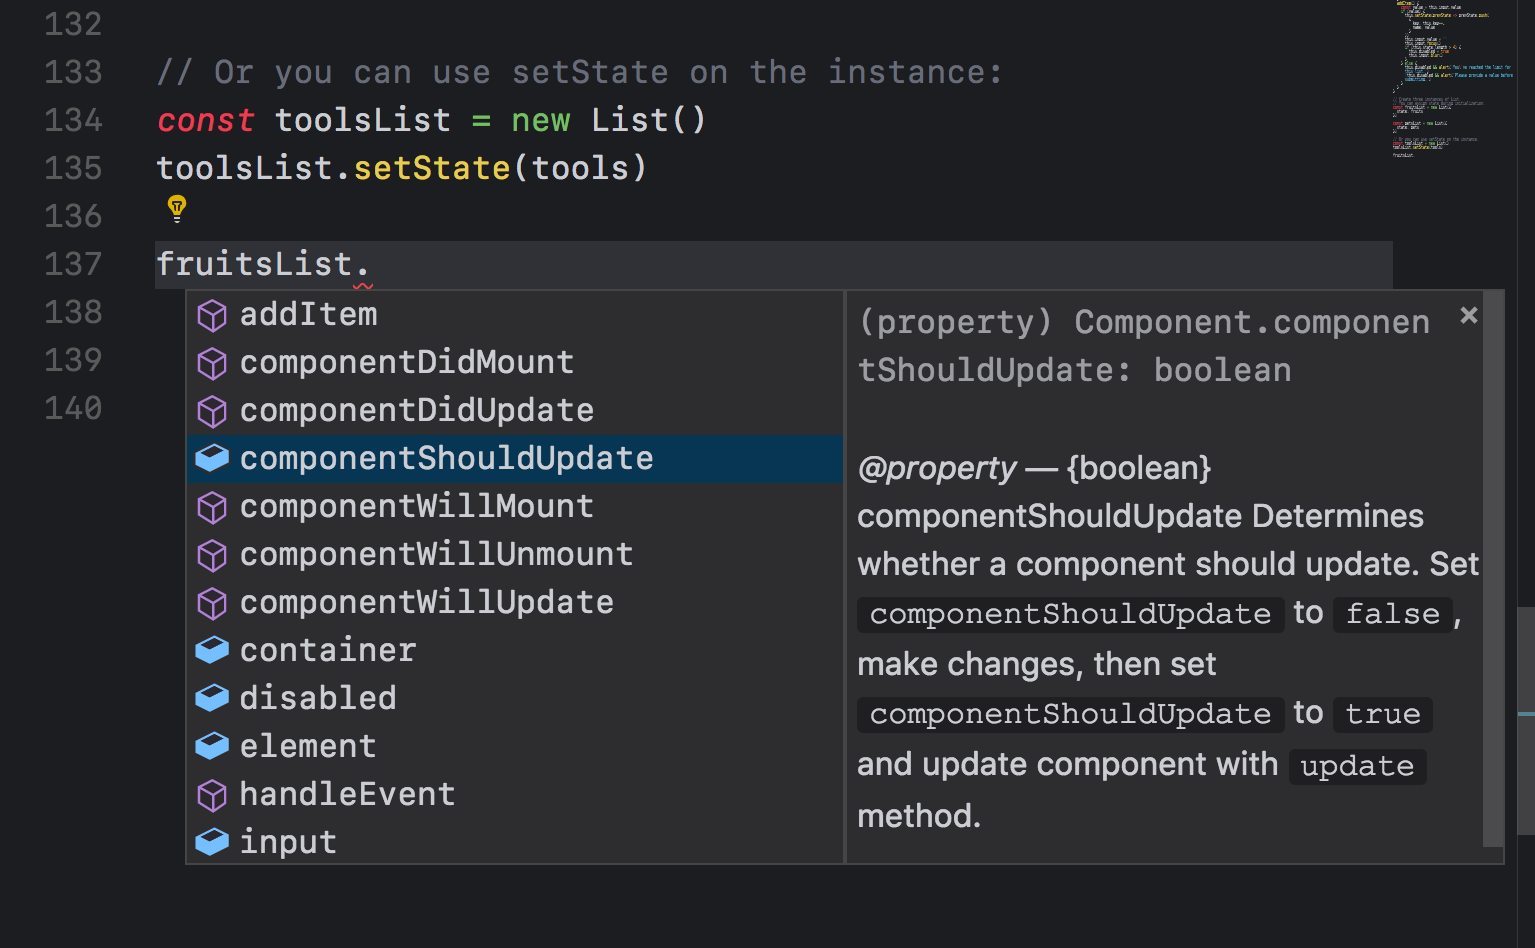 132
133 // Or you can use setState on the instance:
134 const toolsList = new List()
135 toolsList.setState(tools)
136
137 fruitsList.
138
139
140
addItem
componentDidMount
componentDidUpdate
componentShouldUpdate
componentWillMount
componentWillUnmount
componentWillUpdate
container
disabled
element
handleEvent
input
(property) Component.componen
tShouldUpdate: boolean
@property — {boolean}
componentShouldUpdate Determines
whether a component should update. Set
componentShouldUpdate to false,
make changes, then set
componentShouldUpdate to true
and update component with update
method.